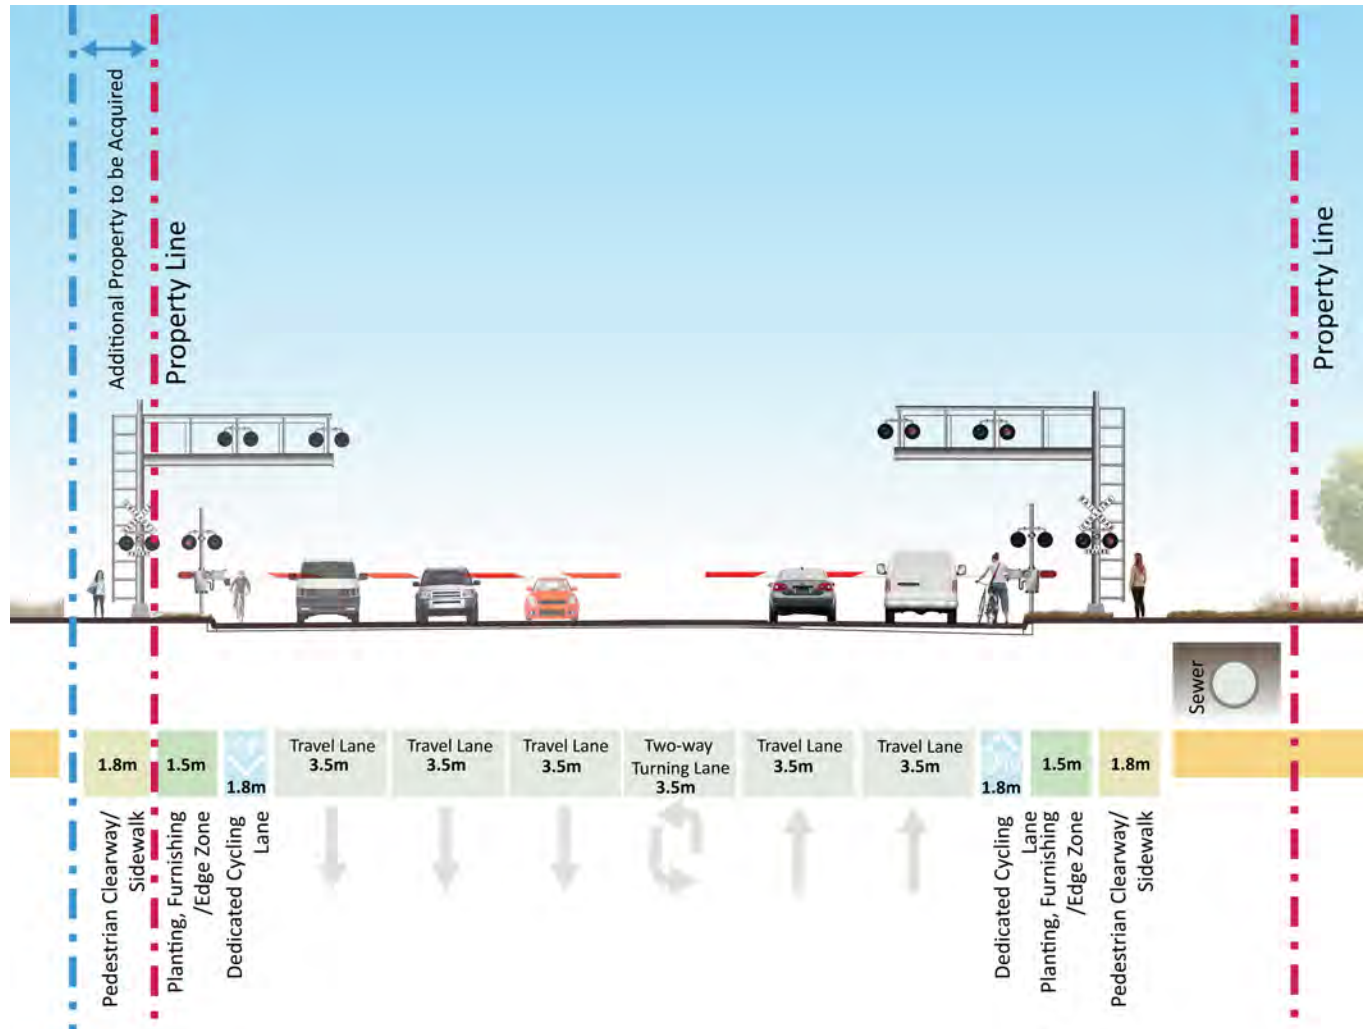 Additional Property to be Acquired
Property Line
Property Line
Sewer
1.8m
1.5m
1.8m
Travel Lane
3.5m
Travel Lane
3.5m
Travel Lane
3.5m
Two-way
Turning Lane
3.5m
Travel Lane
3.5m
Travel Lane
3.5m
1.8m
1.5m
1.8m
Pedestrian Clearway/
Sidewalk
Planting, Furnishing
/Edge Zone
Dedicated Cycling
Lane
Dedicated Cycling
Lane
Planting, Furnishing
/Edge Zone
Pedestrian Clearway/
Sidewalk